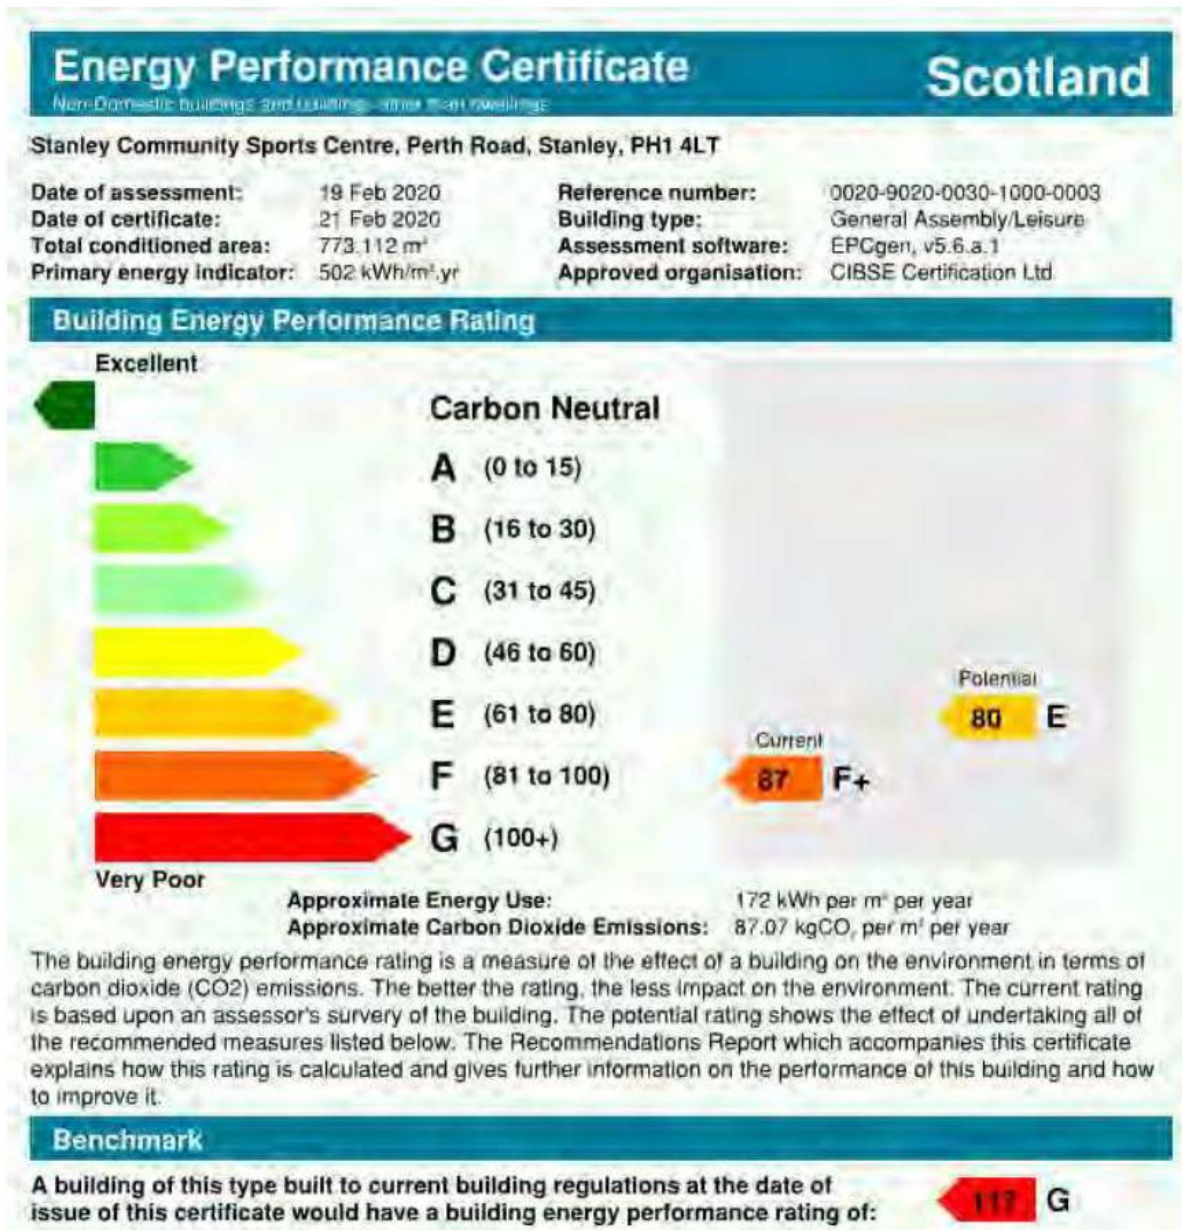 Energy Performance Certificate
Scotland
Non-Domestic buildings and buildings other than dwellings
Stanley Community Sports Centre, Perth Road, Stanley, PH1 4LT
Date of assessment: 19 Feb 2020 Reference number: 0020-9020-0030-1000-0003
Date of certificate: 21 Feb 2020 Building type: General Assembly/Leisure
Total conditioned area: 773.112 m² Assessment software: EPCgen, v5.6.a.1
Primary energy indicator: 502 kWh/m².yr Approved organisation: CIBSE Certification Ltd
Building Energy Performance Rating
Excellent
Carbon Neutral
A (0 to 15)
B (16 to 30)
C (31 to 45)
D (46 to 60)
Potential
E (61 to 80) 80 E
Current
F (81 to 100) 87 F+
G (100+)
Very Poor
Approximate Energy Use: 172 kWh per m² per year
Approximate Carbon Dioxide Emissions: 87.07 kgCO₂ per m² per year
The building energy performance rating is a measure of the effect of a building on the environment in terms of
carbon dioxide (CO2) emissions. The better the rating, the less impact on the environment. The current rating
is based upon an assessor's survery of the building. The potential rating shows the effect of undertaking all of
the recommended measures listed below. The Recommendations Report which accompanies this certificate
explains how this rating is calculated and gives further information on the performance of this building and how
to improve it.
Benchmark
A building of this type built to current building regulations at the date of
issue of this certificate would have a building energy performance rating of: 117 G